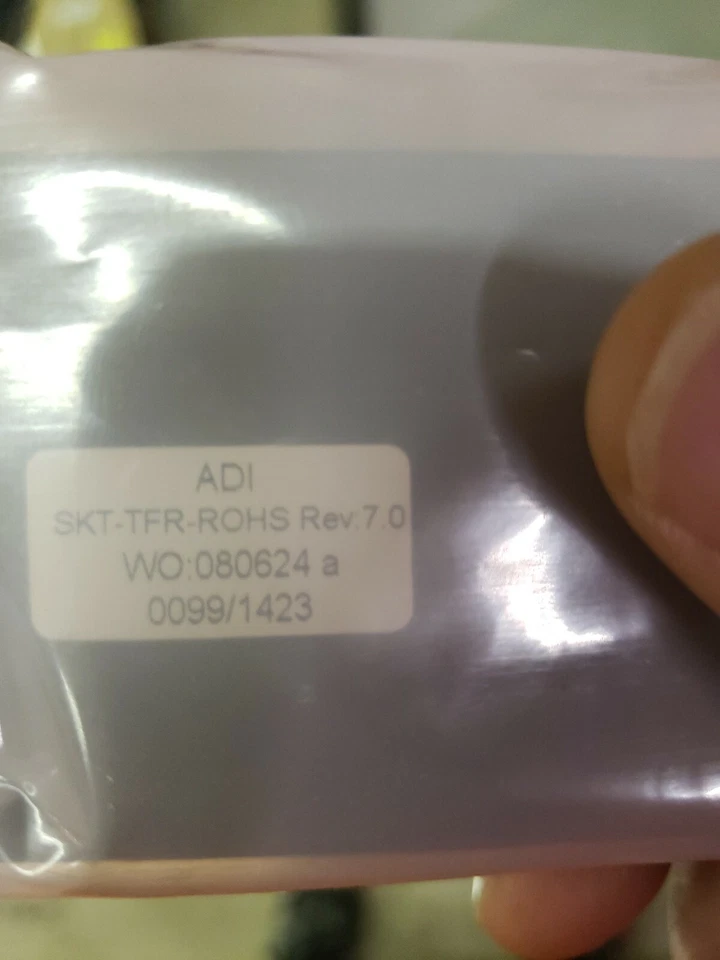 ADI
SKT-TFR-ROHS Rev:7.0
WO:080624 a
0099/1423